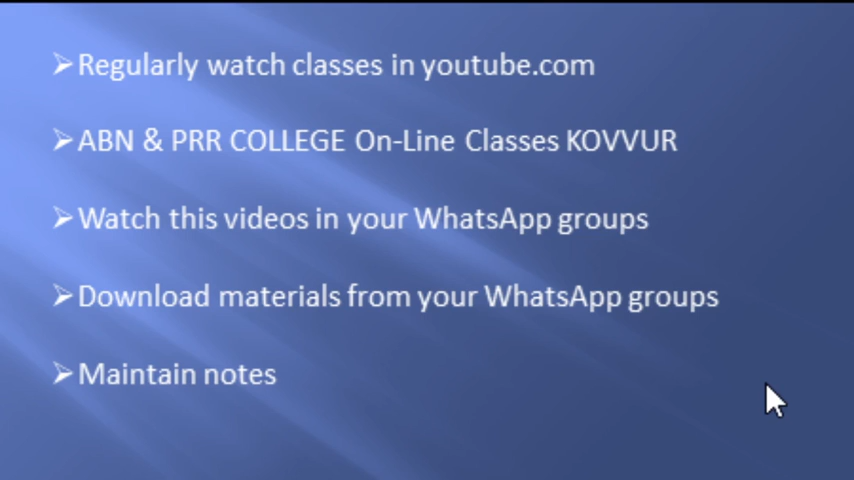 Regularly watch classes in youtube.com
ABN & PRR COLLEGE On-Line Classes KOVVUR
Watch this videos in your WhatsApp groups
Download materials from your WhatsApp groups
Maintain notes